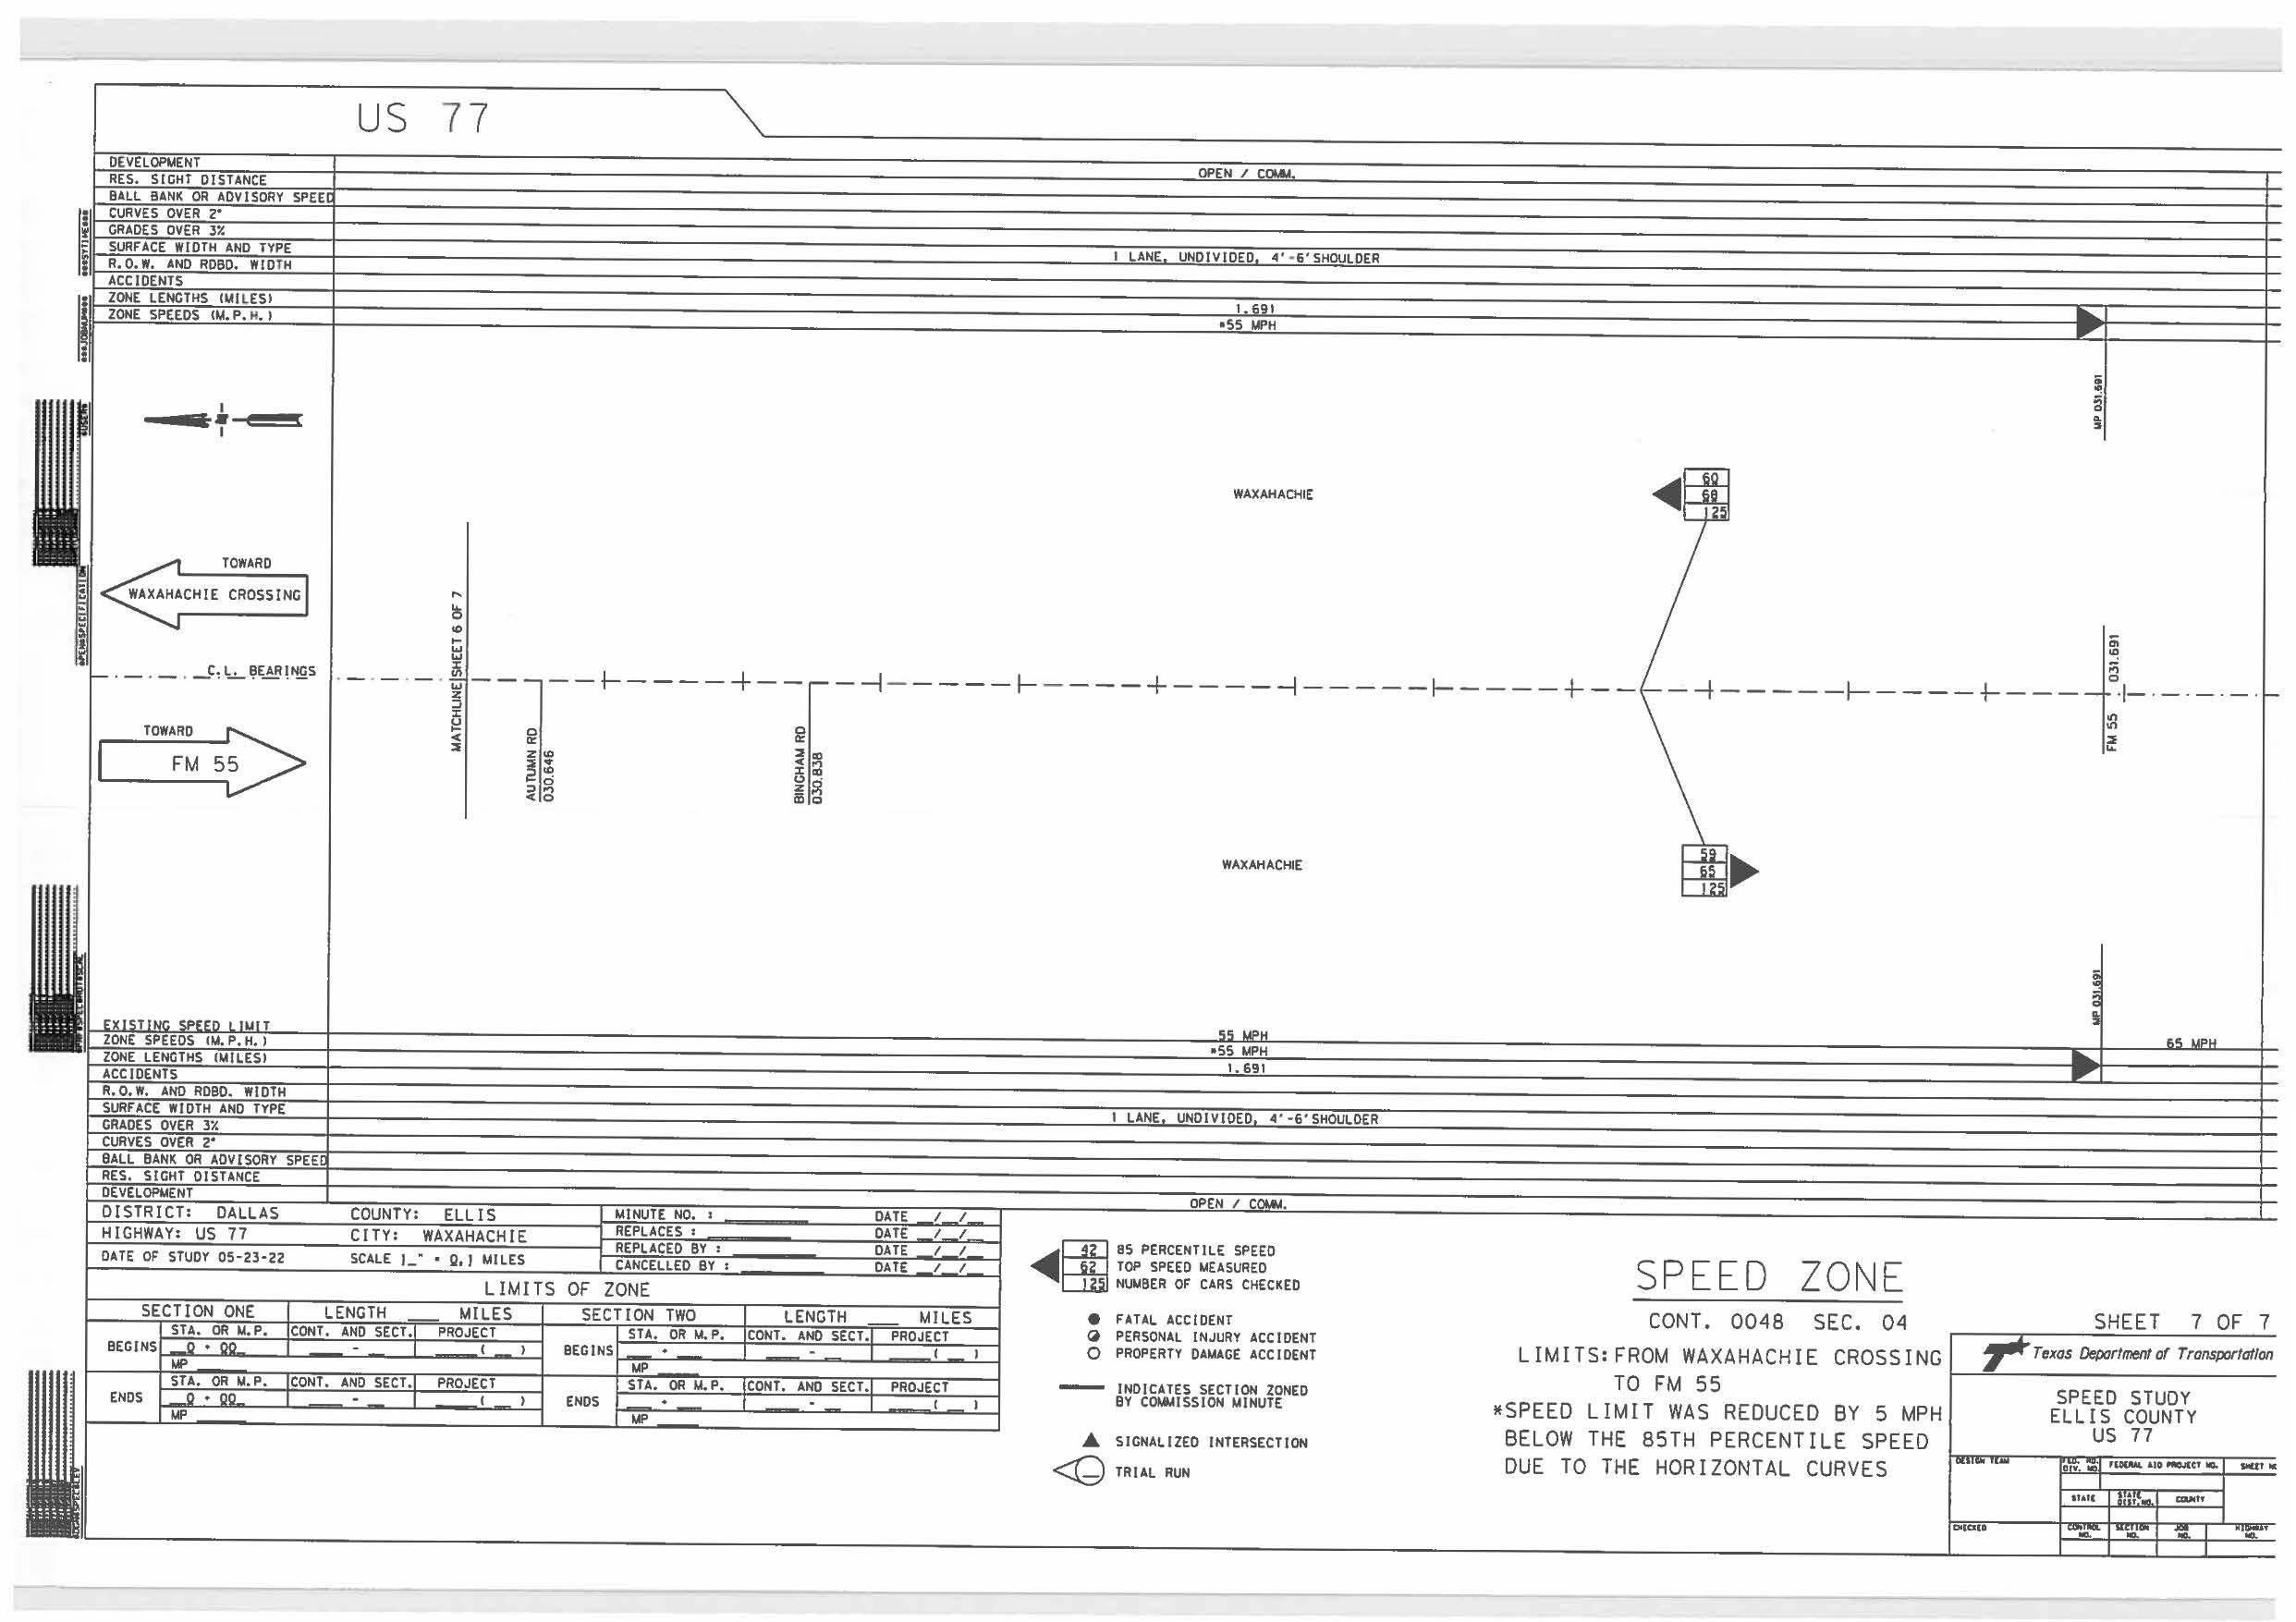 US 77
DEVELOPMENT
OPEN / COMM.
RES. SIGHT DISTANCE
BALL BANK OR ADVISORY SPEED
CURVES OVER 2°
GRADES OVER 3%
SURFACE WIDTH AND TYPE
1 LANE, UNDIVIDED, 4'-6'SHOULDER
R.O.W. AND RDBD. WIDTH
ACCIDENTS
ZONE LENGTHS (MILES)
1.691
ZONE SPEEDS (M.P.H.)
*55 MPH
MP 031.691
WAXAHACHIE
60
68
125
TOWARD
WAXAHACHIE CROSSING
MATCHLINE SHEET 6 OF 7
C.L. BEARINGS
TOWARD
FM 55
AUTUMN RD
030.646
BINGHAM RD
030.838
FM 55 031.691
WAXAHACHIE
59
65
125
MP 031.691
EXISTING SPEED LIMIT
55 MPH
65 MPH
ZONE SPEEDS (M.P.H.)
*55 MPH
ZONE LENGTHS (MILES)
1.691
ACCIDENTS
R.O.W. AND RDBD. WIDTH
SURFACE WIDTH AND TYPE
1 LANE, UNDIVIDED, 4'-6'SHOULDER
GRADES OVER 3%
CURVES OVER 2°
BALL BANK OR ADVISORY SPEED
RES. SIGHT DISTANCE
DEVELOPMENT
OPEN / COMM.
DISTRICT: DALLAS COUNTY: ELLIS
HIGHWAY: US 77 CITY: WAXAHACHIE
DATE OF STUDY 05-23-22 SCALE 1_" = 0.1 MILES
MINUTE NO. : DATE _/_/_
REPLACES : DATE _/_/_
REPLACED BY : DATE _/_/_
CANCELLED BY : DATE _/_/_
LIMITS OF ZONE
SECTION ONE LENGTH ___ MILES SECTION TWO LENGTH ___ MILES
BEGINS STA. OR M.P. CONT. AND SECT. PROJECT BEGINS STA. OR M.P. CONT. AND SECT. PROJECT
0 + 00 - ( ) + - ( )
MP MP
ENDS STA. OR M.P. CONT. AND SECT. PROJECT ENDS STA. OR M.P. CONT. AND SECT. PROJECT
0 + 00 - ( ) + - ( )
MP MP
42 85 PERCENTILE SPEED
62 TOP SPEED MEASURED
125 NUMBER OF CARS CHECKED
FATAL ACCIDENT
PERSONAL INJURY ACCIDENT
PROPERTY DAMAGE ACCIDENT
INDICATES SECTION ZONED
BY COMMISSION MINUTE
SIGNALIZED INTERSECTION
TRIAL RUN
SPEED ZONE
CONT. 0048 SEC. 04
LIMITS: FROM WAXAHACHIE CROSSING
TO FM 55
*SPEED LIMIT WAS REDUCED BY 5 MPH
BELOW THE 85TH PERCENTILE SPEED
DUE TO THE HORIZONTAL CURVES
SHEET 7 OF 7
Texas Department of Transportation
SPEED STUDY
ELLIS COUNTY
US 77
DESIGN TEAM
FED. RD. DIV. NO. FEDERAL AID PROJECT NO. SHEET
STATE STATE DIST. NO. COUNTY
CHECKED
CONTROL NO. SECTION NO. JOB NO. HIGHWAY NO.